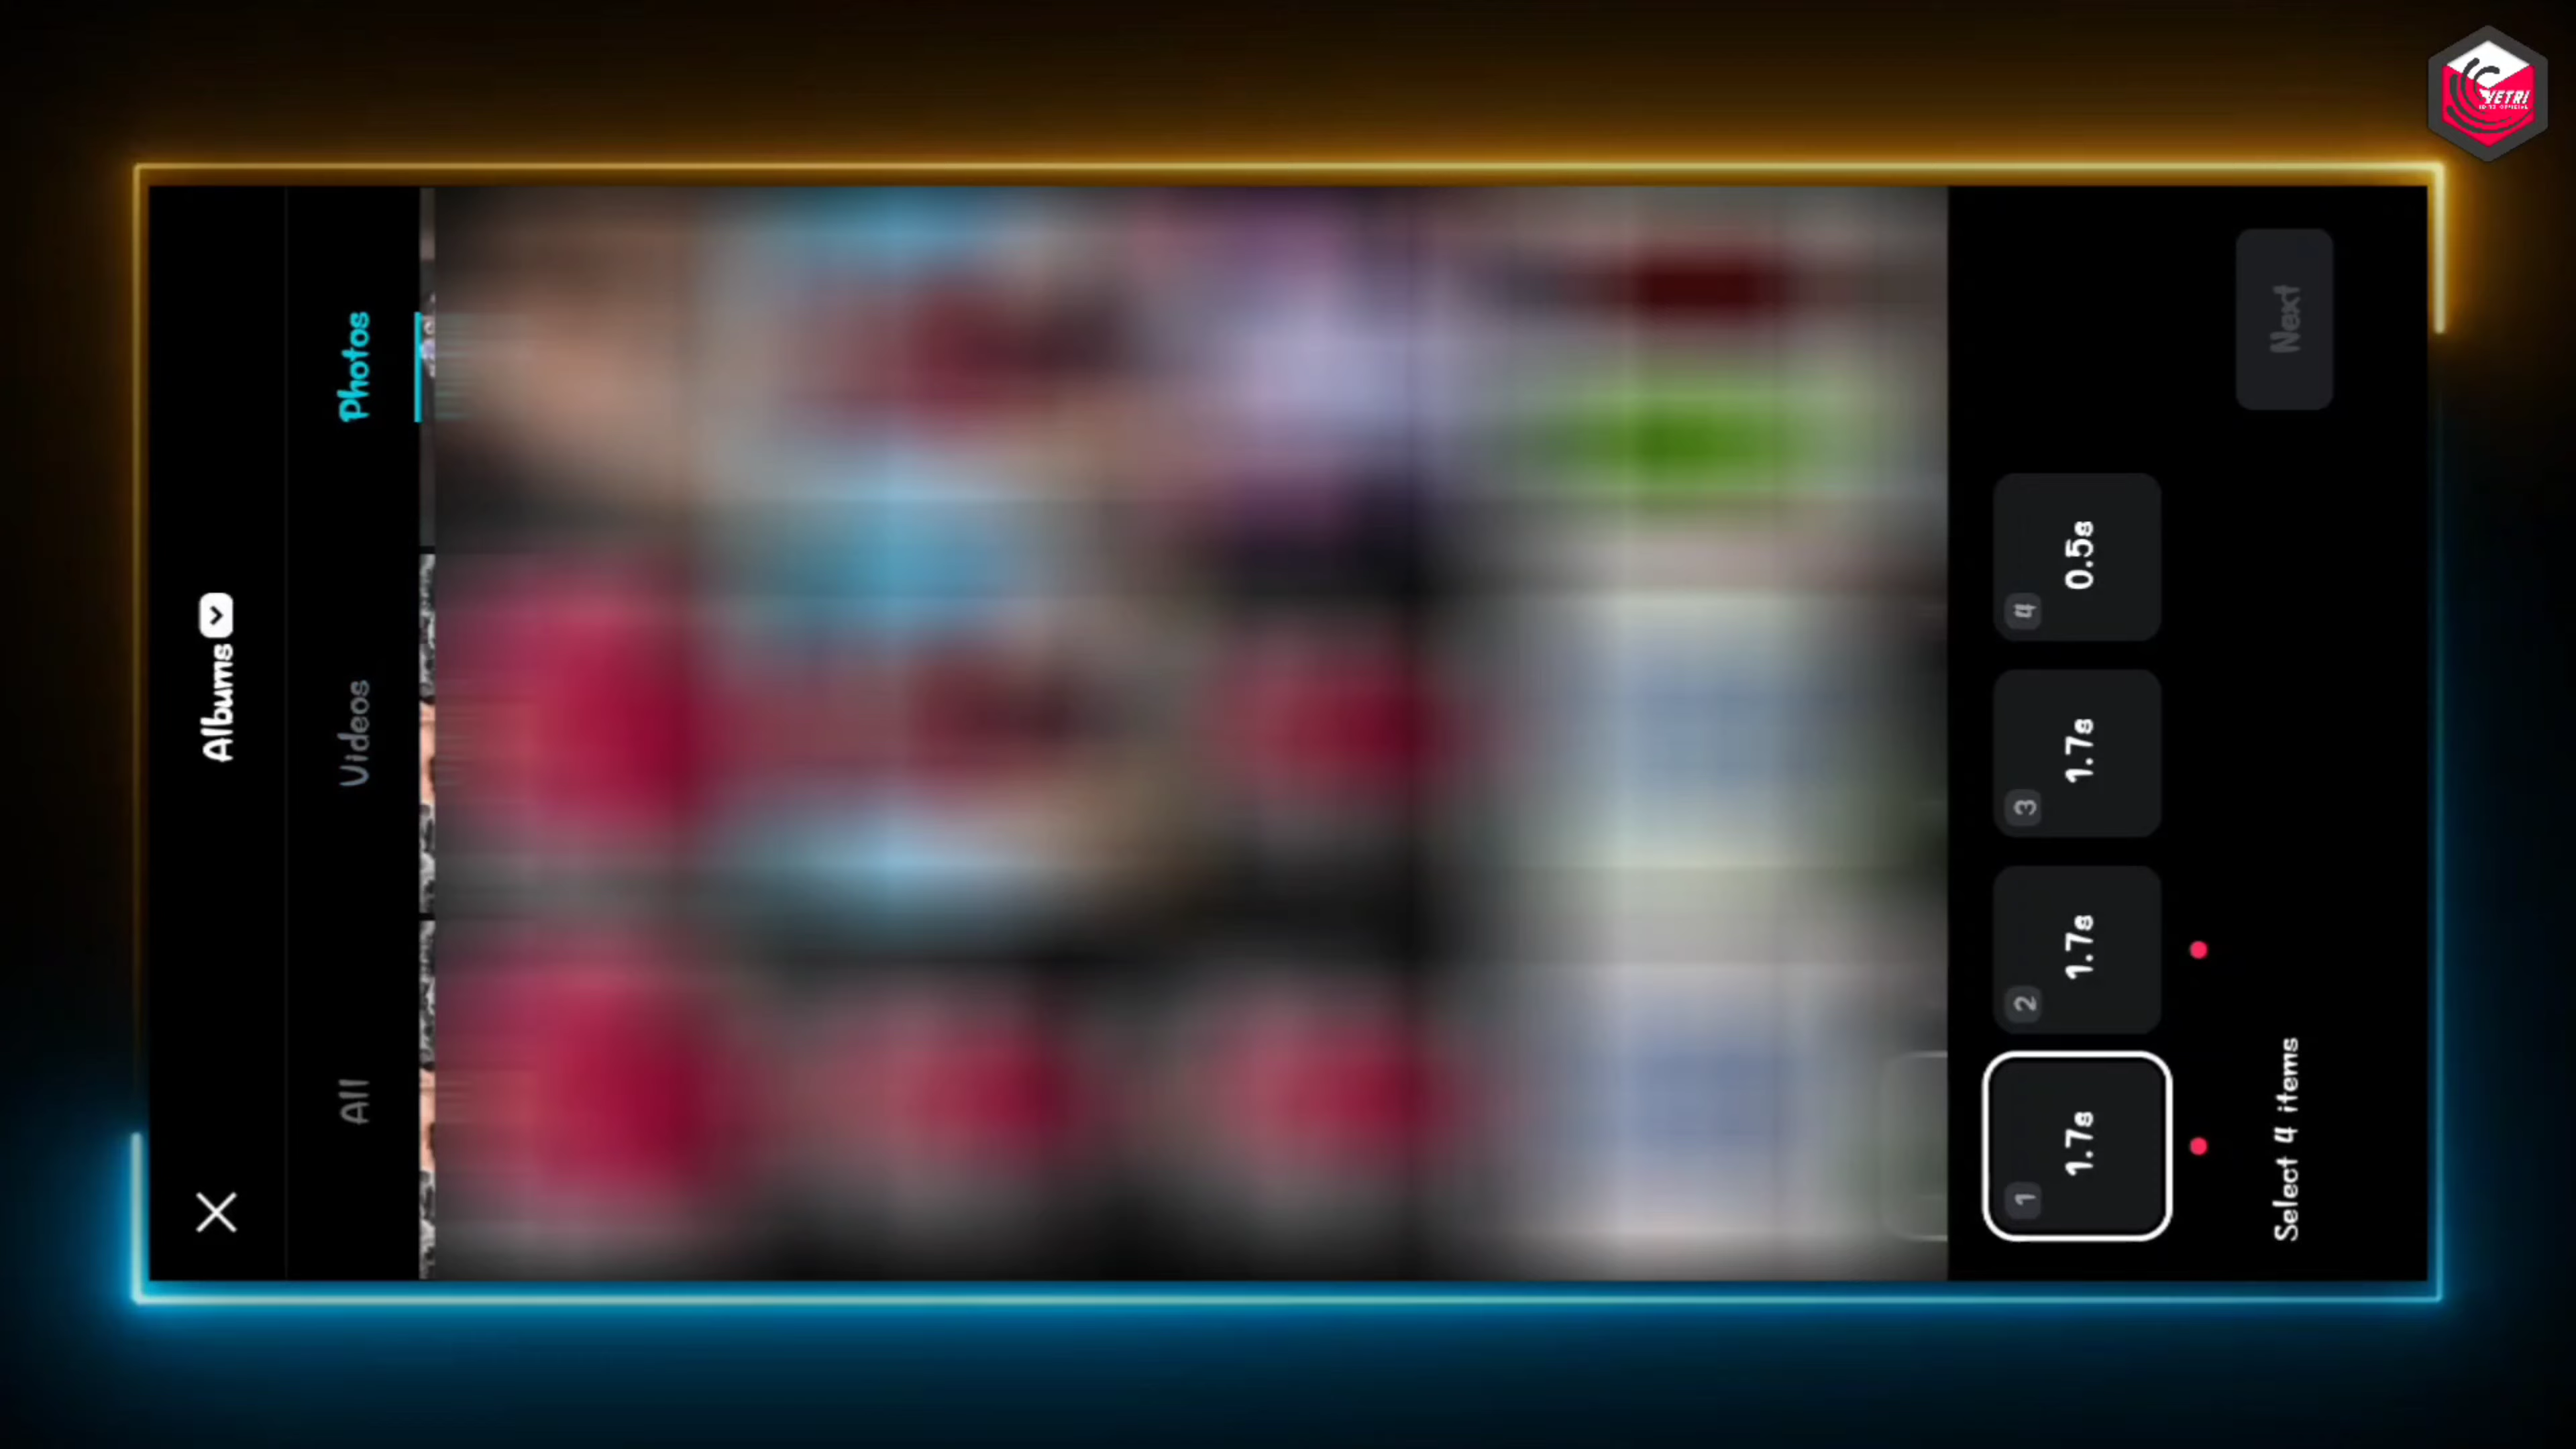 Albums
All Videos Photos
1 1.7s
2 1.7s
3 1.7s
4 0.5s
Select 4 items
Next
VETRI